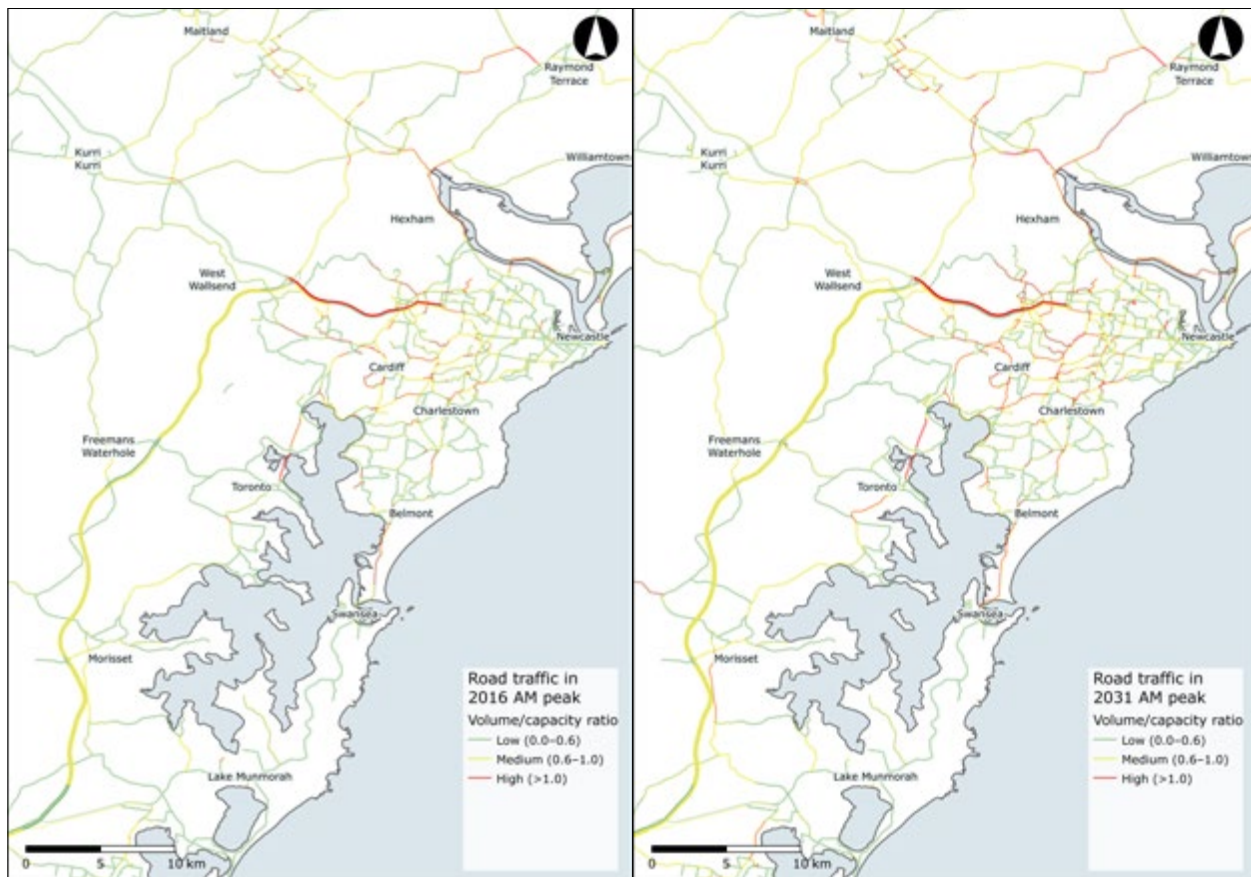 Maitland
Raymond
Terrace
Kurri
Kurri
Williamtown
Hexham
West
Wallsend
Newcastle
Cardiff
Charlestown
Freemans
Waterhole
Toronto
Belmont
Swansea
Morisset
Lake Munmorah
Road traffic in
2016 AM peak
Volume/capacity ratio
Low (0.0–0.6)
Medium (0.6–1.0)
High (>1.0)
0 5 10 km
Maitland
Raymond
Terrace
Kurri
Kurri
Williamtown
Hexham
West
Wallsend
Newcastle
Cardiff
Charlestown
Freemans
Waterhole
Toronto
Belmont
Swansea
Morisset
Lake Munmorah
Road traffic in
2031 AM peak
Volume/capacity ratio
Low (0.0–0.6)
Medium (0.6–1.0)
High (>1.0)
0 5 10 km